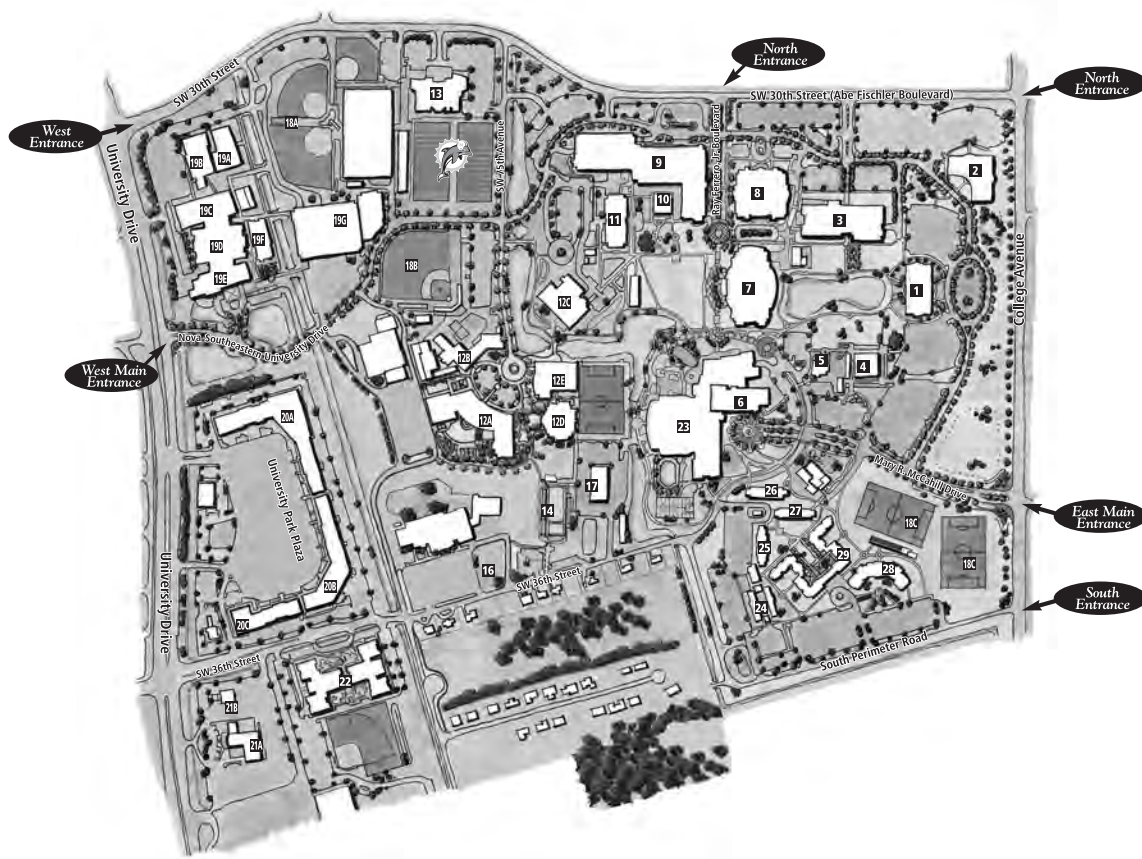 North
Entrance
North
Entrance
SW 30th Street
SW 30th Street (Abe Fischler Boulevard)
West
Entrance
University Drive
13
18A
19B
19A
SW 75th Avenue
Ray Ferrero, Jr. Boulevard
9
2
8
10
11
3
19C
19G
19F
19D
19E
18B
12C
7
1
College Avenue
Nova Southeastern University Drive
West Main
Entrance
12B
5
4
12E
6
20A
12A
12D
23
University Park Plaza
Mary R. McCahill Drive
17
26
14
27
18C
East Main
Entrance
25
29
18C
16
SW 36th Street
28
University Drive
20B
24
South
Entrance
20C
South Perimeter Road
SW 36th Street
22
21B
21A